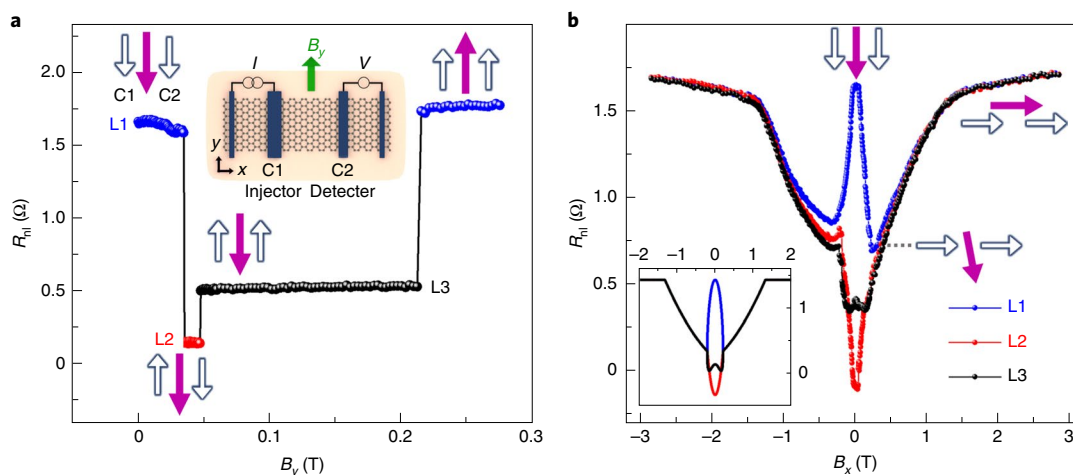 a
R_nl (Ω)
2.0
1.5
1.0
0.5
0
C1 C2
L1
I
B_y
V
y
x
C1 C2
Injector Detecter
L2
L3
0 0.1 0.2 0.3
B_y (T)
b
R_nl (Ω)
1.5
1.0
0.5
0
−2 −1 0 1 2
1
0
L1
L2
L3
−3 −2 −1 0 1 2 3
B_x (T)